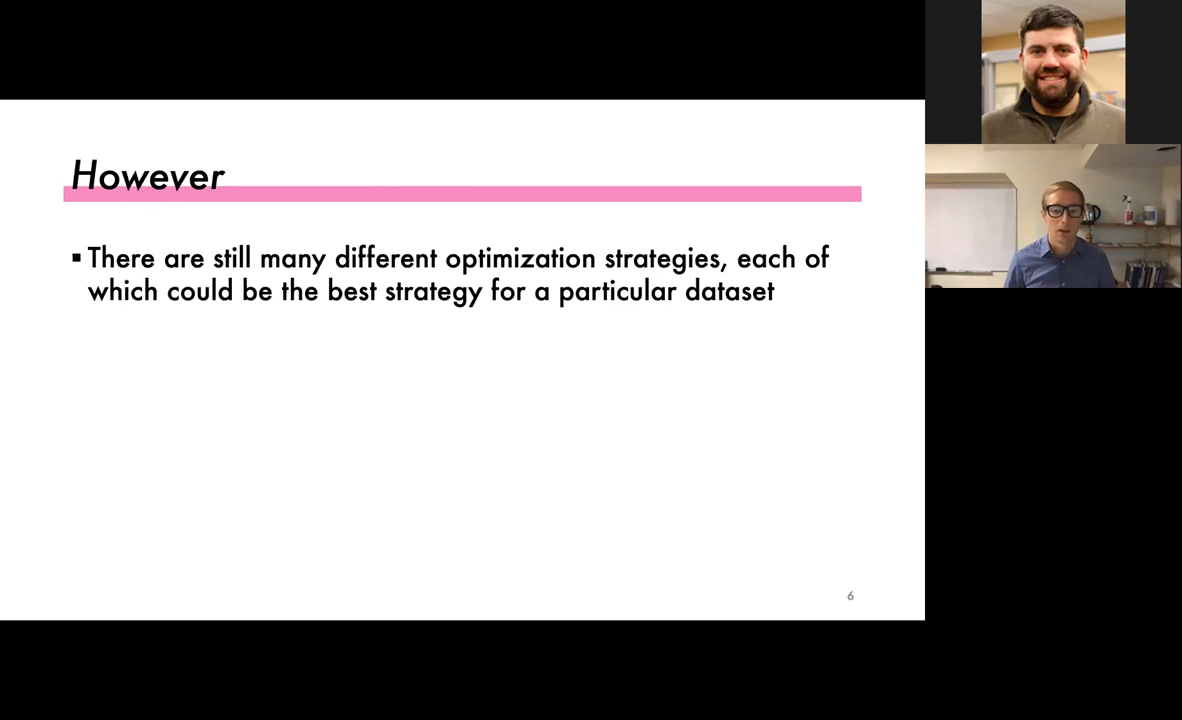 However
▪ There are still many different optimization strategies, each of
which could be the best strategy for a particular dataset
6